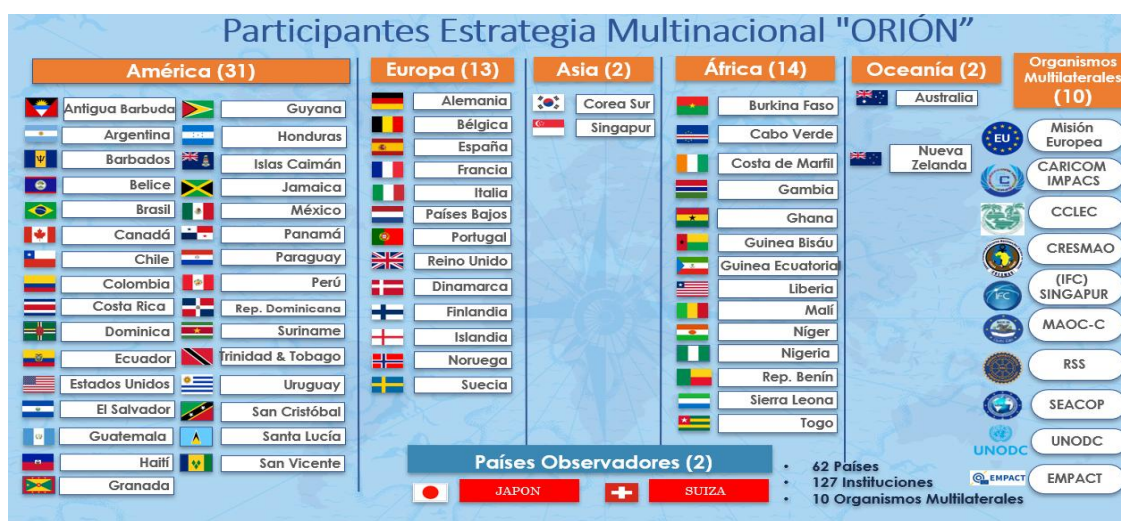 Participantes Estrategia Multinacional "ORIÓN”
América (31)
Antigua Barbuda
Argentina
Barbados
Belice
Brasil
Canadá
Chile
Colombia
Costa Rica
Dominica
Ecuador
Estados Unidos
El Salvador
Guatemala
Haití
Granada
Guyana
Honduras
Islas Caimán
Jamaica
México
Panamá
Paraguay
Perú
Rep. Dominicana
Suriname
Trinidad & Tobago
Uruguay
San Cristóbal
Santa Lucía
San Vicente
Europa (13)
Alemania
Bélgica
España
Francia
Italia
Países Bajos
Portugal
Reino Unido
Dinamarca
Finlandia
Islandia
Noruega
Suecia
Asia (2)
Corea Sur
Singapur
África (14)
Burkina Faso
Cabo Verde
Costa de Marfil
Gambia
Ghana
Guinea Bisáu
Guinea Ecuatorial
Liberia
Malí
Níger
Nigeria
Rep. Benín
Sierra Leona
Togo
Oceanía (2)
Australia
Nueva
Zelanda
Organismos
Multilaterales
(10)
EU
Misión
Europea
CARICOM
IMPACS
CCLEC
CRESMAO
IFC
(IFC)
SINGAPUR
MAOC-C
RSS
SEACOP
UNODC
UNODC
EMPACT
EMPACT
Países Observadores (2)
JAPON
SUIZA
• 62 Países
• 127 Instituciones
• 10 Organismos Multilaterales